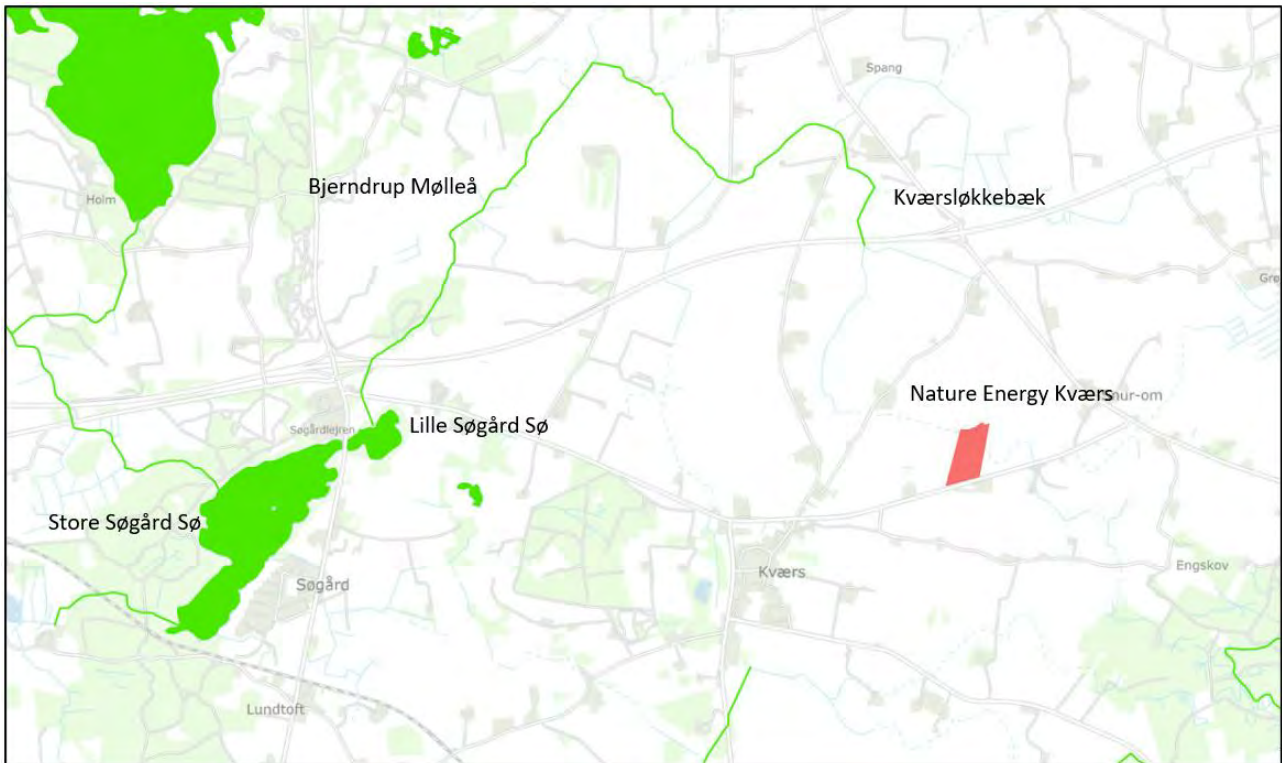 Spang
Bjerndrup Mølleå
Holm
Kværsløkkebæk
Nature Energy Kværs
Søgårdlejren
Lille Søgård Sø
Store Søgård Sø
Engskov
Kværs
Søgård
Lundtoft